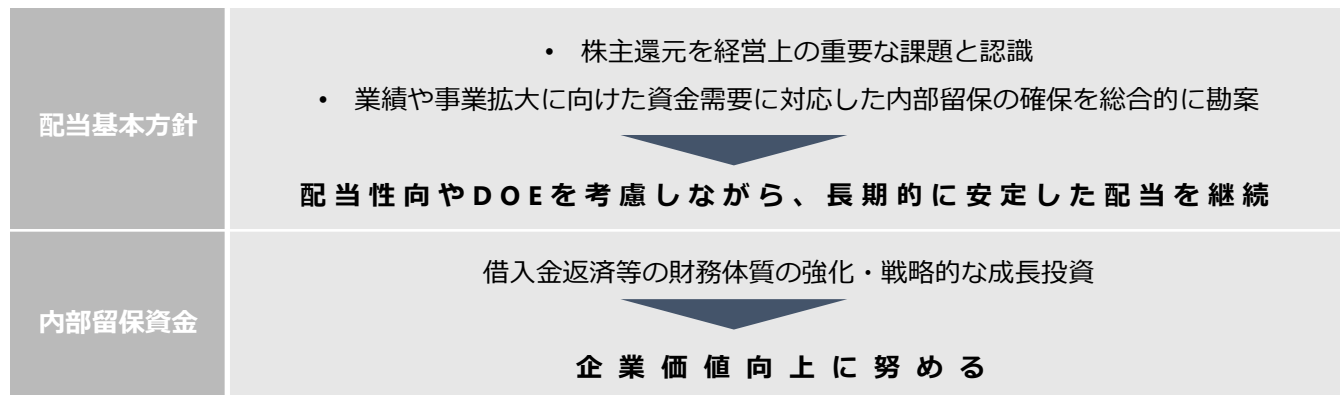 配当基本方針
• 株主還元を経営上の重要な課題と認識
• 業績や事業拡大に向けた資金需要に対応した内部留保の確保を総合的に勘案
配当性向やDOEを考慮しながら、長期的に安定した配当を継続
内部留保資金
借入金返済等の財務体質の強化・戦略的な成長投資
企業価値向上に努める